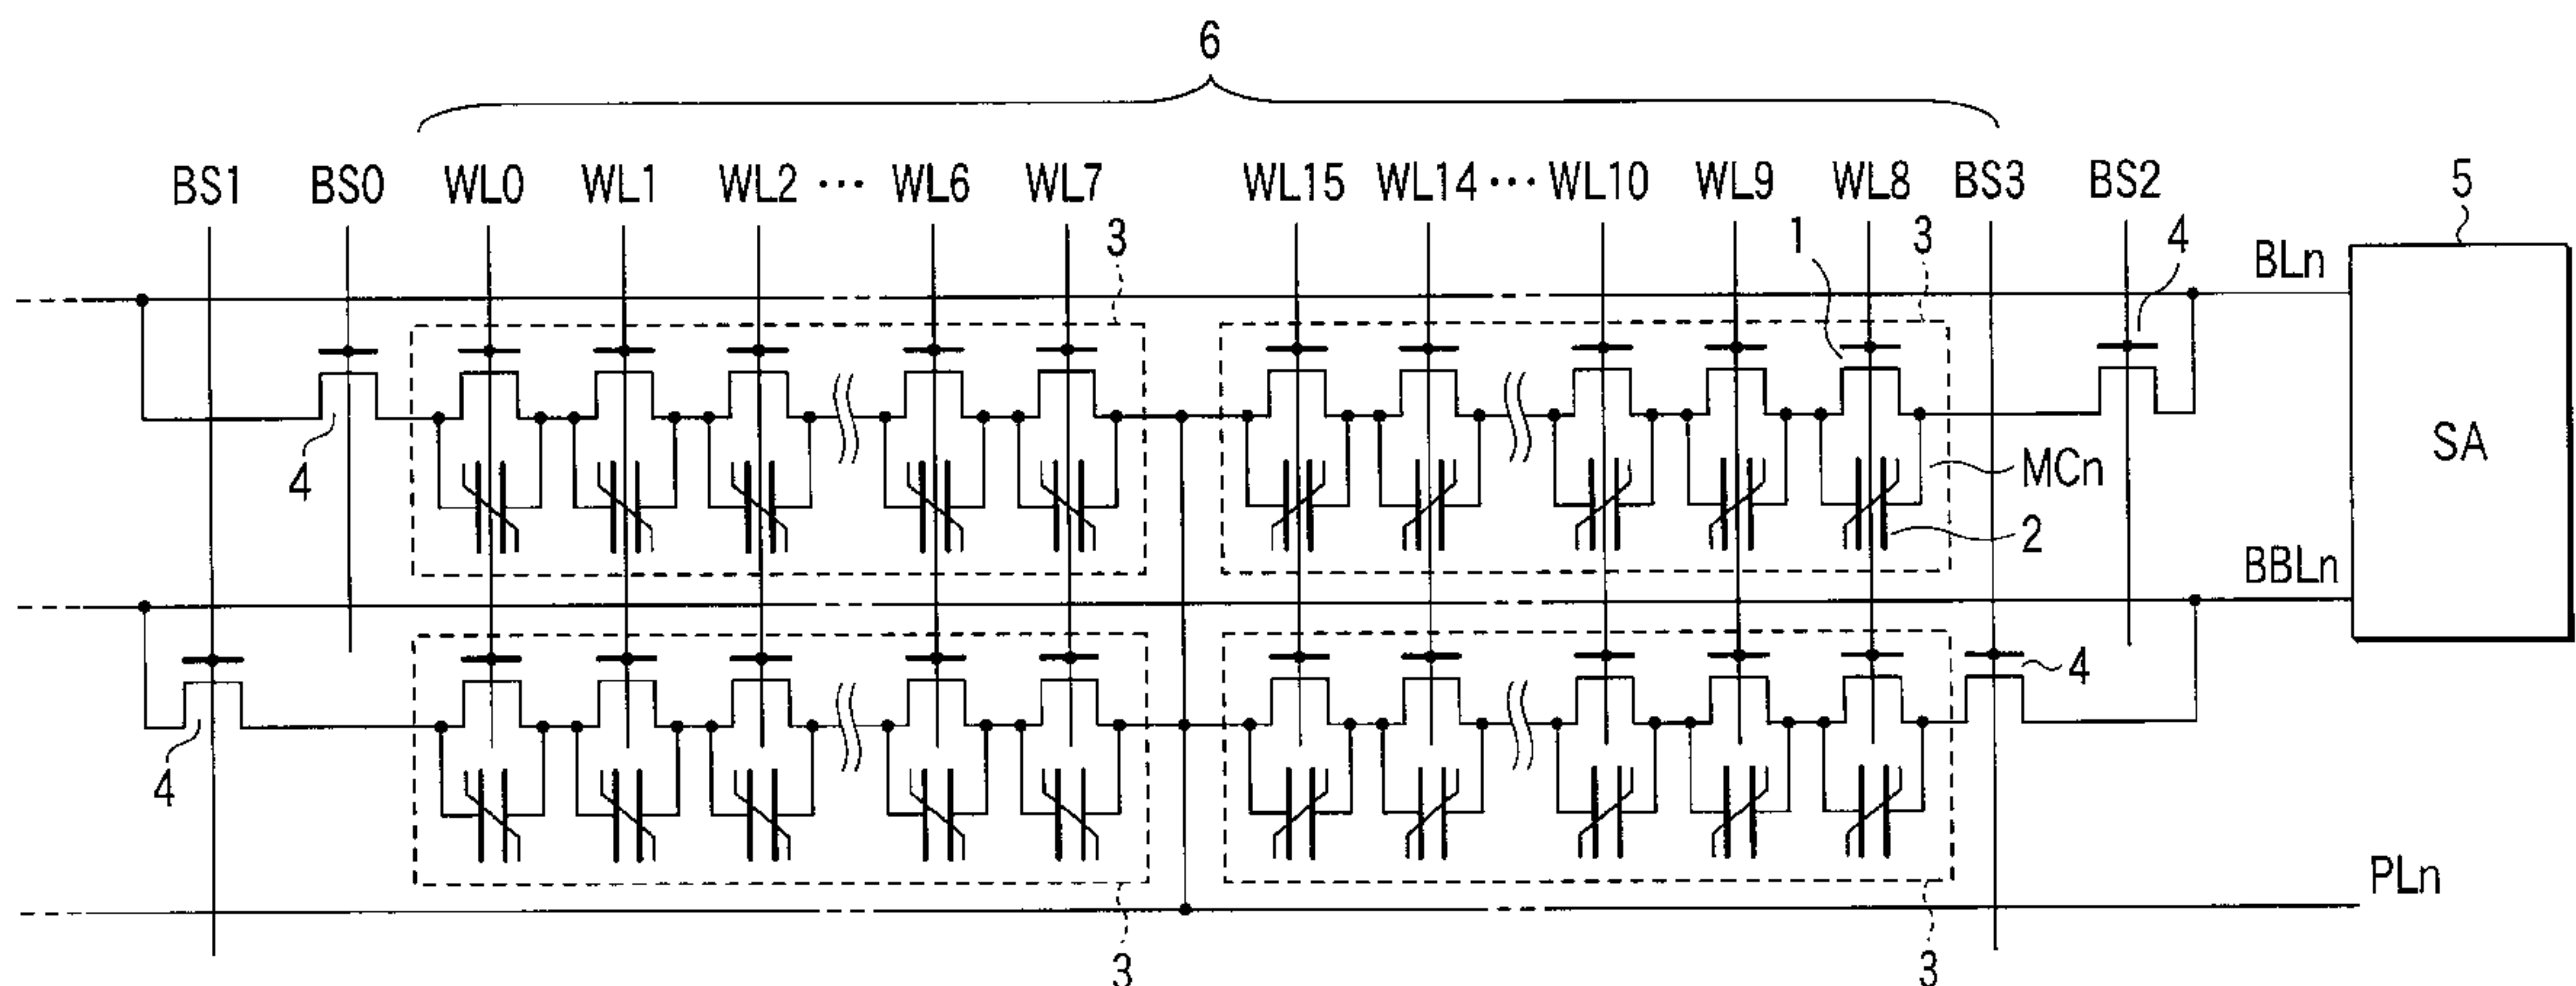 6
BS1 BS0 WL0 WL1 WL2 ··· WL6 WL7 WL15 WL14 ··· WL10 WL9 WL8 BS3 BS2 5
3 1 3 4 BLn
4 MCn SA
2
BBLn
4 4
PLn
3 3